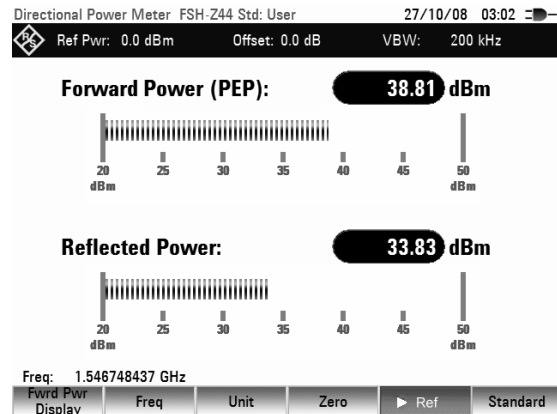 Directional Power Meter FSH-Z44 Std: User 27/10/08 03:02
R&S Ref Pwr: 0.0 dBm Offset: 0.0 dB VBW: 200 kHz
Forward Power (PEP): 38.81 dBm
20 25 30 35 40 45 50
dBm dBm
Reflected Power: 33.83 dBm
20 25 30 35 40 45 50
dBm dBm
Freq: 1.546748437 GHz
Fwrd Pwr Display Freq Unit Zero ► Ref Standard